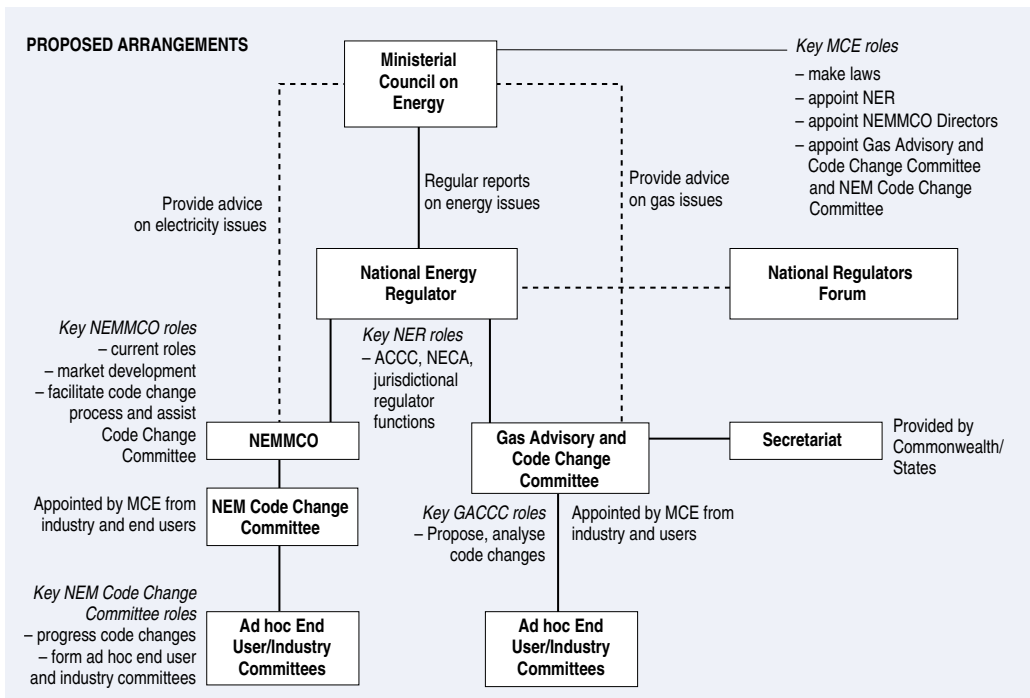 PROPOSED ARRANGEMENTS
Ministerial
Council on
Energy
Key MCE roles
– make laws
– appoint NER
– appoint NEMMCO Directors
– appoint Gas Advisory and
Code Change Committee
and NEM Code Change
Committee
Provide advice
on electricity issues
Regular reports
on energy issues
Provide advice
on gas issues
National Energy
Regulator
National Regulators
Forum
Key NEMMCO roles
– current roles
– market development
– facilitate code change
process and assist
Code Change
Committee
Key NER roles
– ACCC, NECA,
jurisdictional
regulator
functions
NEMMCO
Gas Advisory and
Code Change
Committee
Secretariat
Provided by
Commonwealth/
States
Appointed by MCE from
industry and end users
NEM Code Change
Committee
Key GACCC roles
– Propose, analyse
code changes
Appointed by MCE from
industry and users
Key NEM Code Change
Committee roles
– progress code changes
– form ad hoc end user
and industry committees
Ad hoc End
User/Industry
Committees
Ad hoc End
User/Industry
Committees